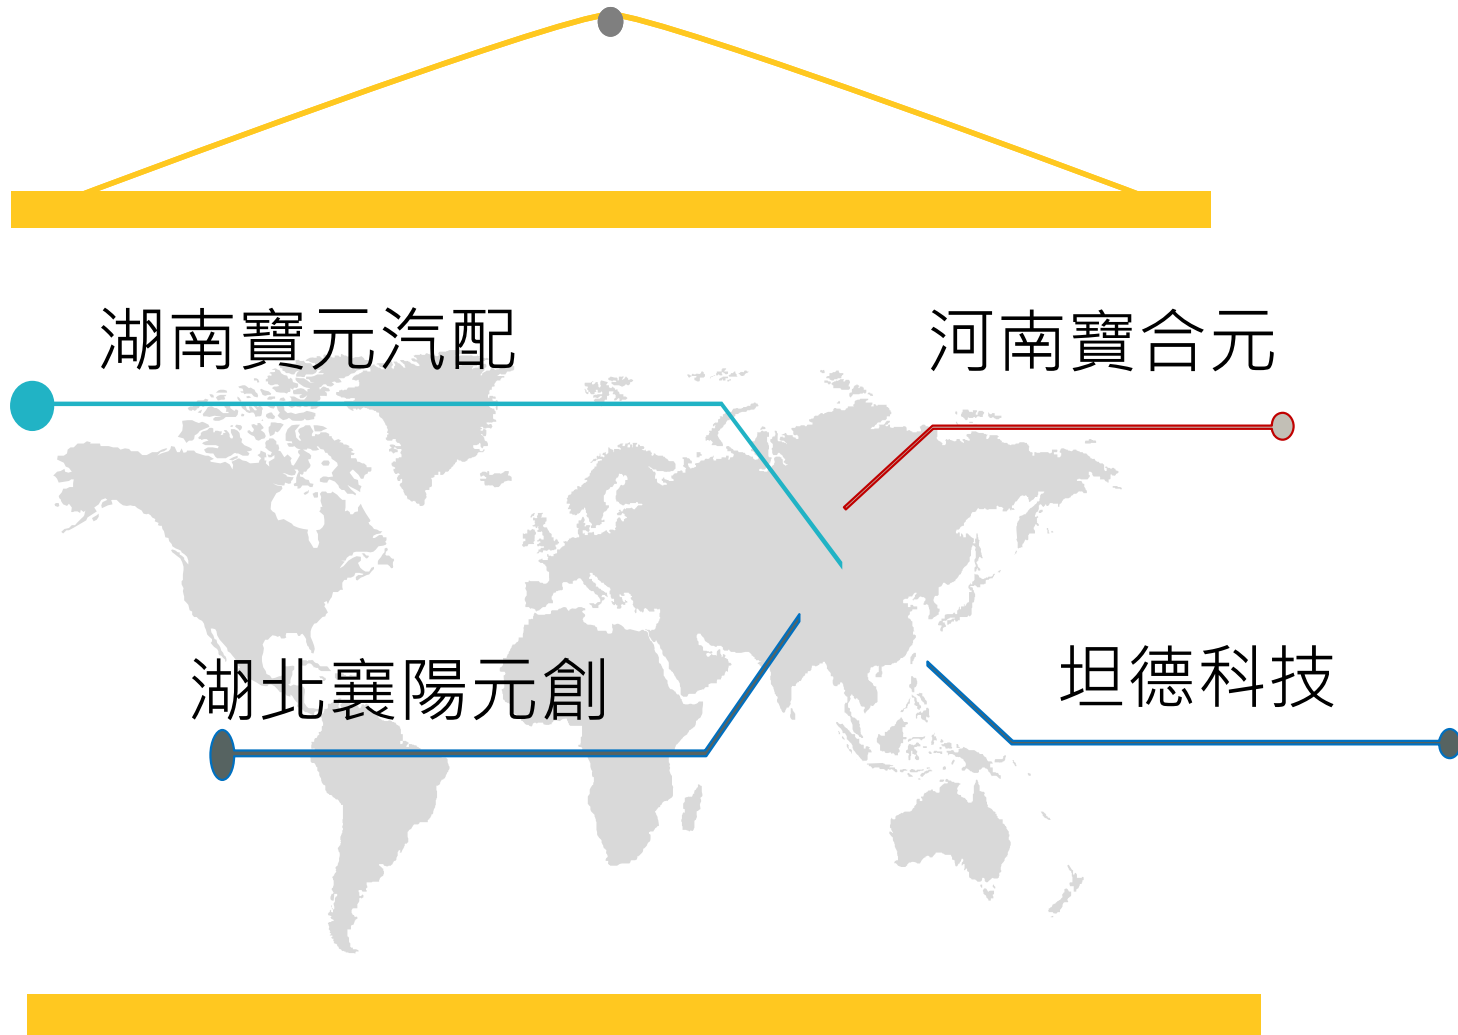 湖南寶元汽配
河南寶合元
湖北襄陽元創
坦德科技